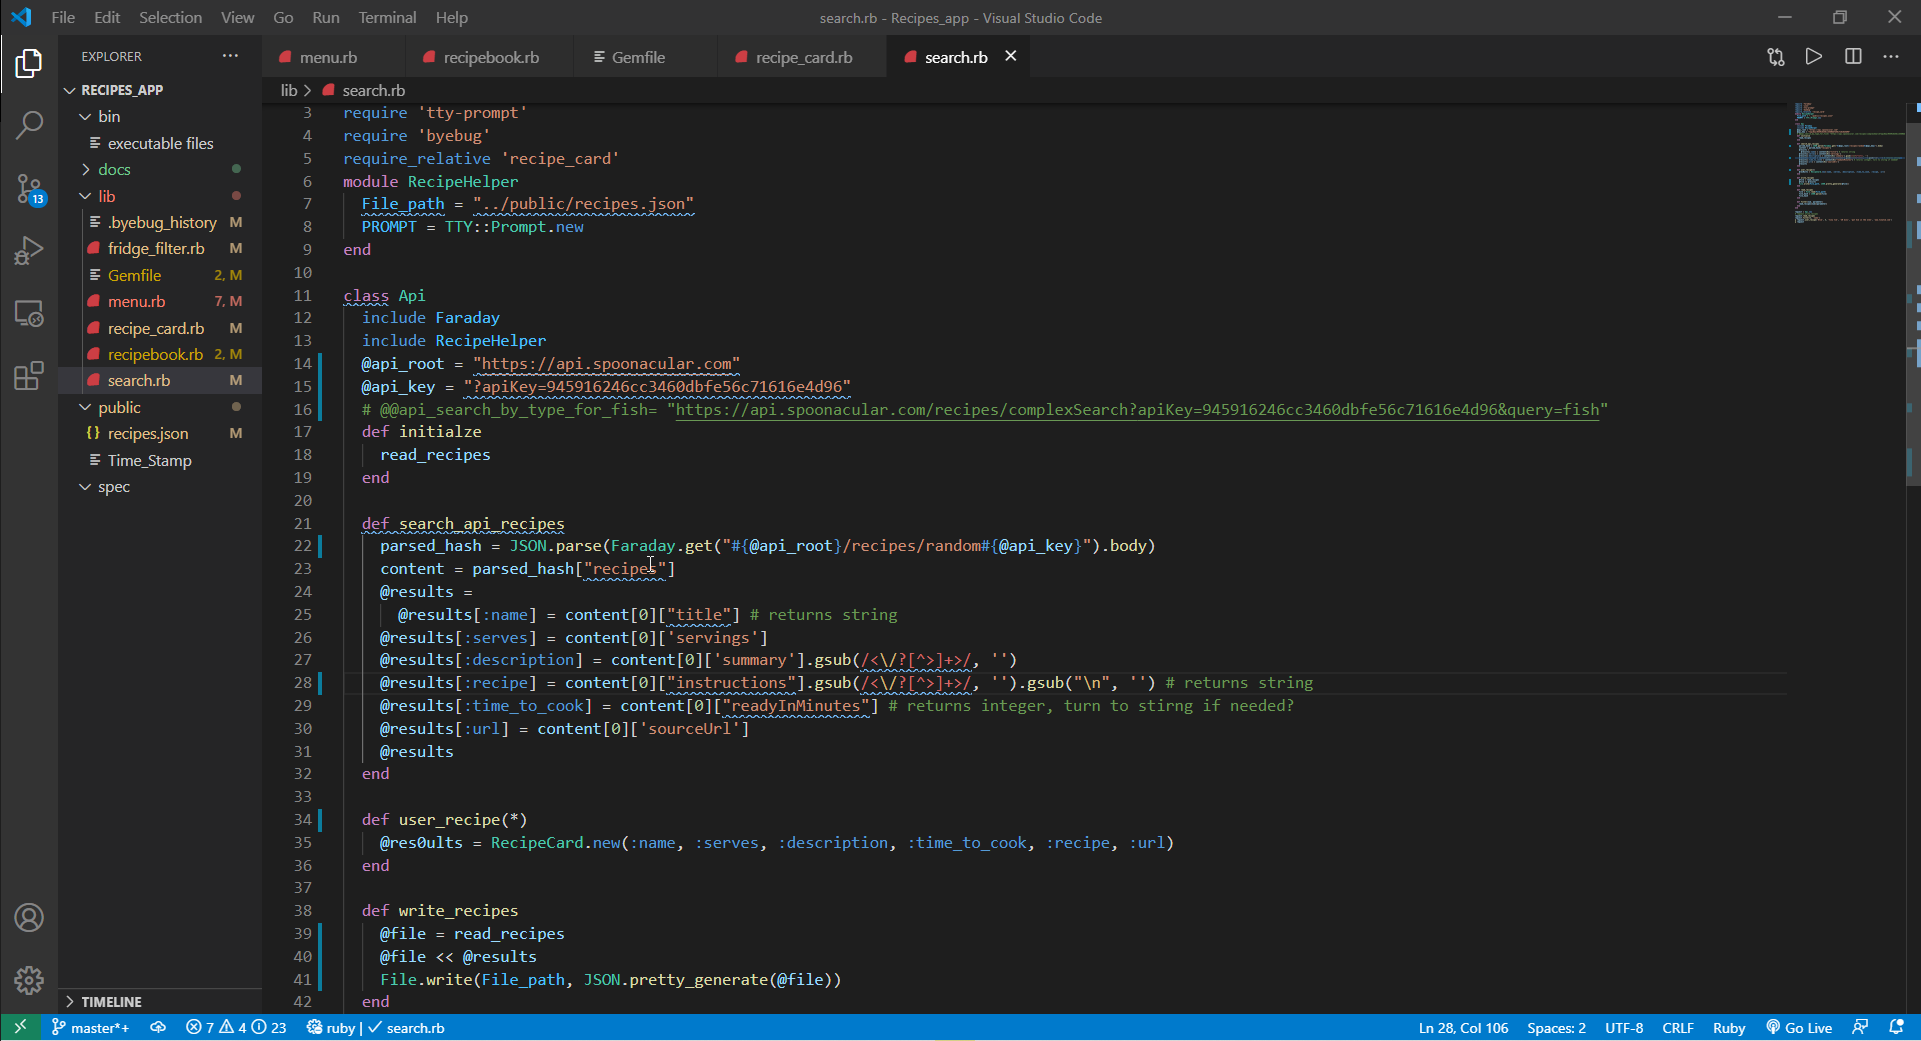 File Edit Selection View Go Run Terminal Help
search.rb - Recipes_app - Visual Studio Code
EXPLORER
menu.rb
recipebook.rb
Gemfile
recipe_card.rb
search.rb
RECIPES_APP
bin
executable files
docs
lib
.byebug_history M
fridge_filter.rb M
Gemfile 2, M
menu.rb 7, M
recipe_card.rb M
recipebook.rb 2, M
search.rb M
public
recipes.json M
Time_Stamp
spec
TIMELINE
13
lib > search.rb
3 require 'tty-prompt'
4 require 'byebug'
5 require_relative 'recipe_card'
6 module RecipeHelper
7 File_path = "../public/recipes.json"
8 PROMPT = TTY::Prompt.new
9 end
10
11 class Api
12 include Faraday
13 include RecipeHelper
14 @api_root = "https://api.spoonacular.com"
15 @api_key = "?apiKey=945916246cc3460dbfe56c71616e4d96"
16 # @@api_search_by_type_for_fish= "https://api.spoonacular.com/recipes/complexSearch?apiKey=945916246cc3460dbfe56c71616e4d96&query=fish"
17 def initialze
18 read_recipes
19 end
20
21 def search_api_recipes
22 parsed_hash = JSON.parse(Faraday.get("#{@api_root}/recipes/random#{@api_key}").body)
23 content = parsed_hash["recipes"]
24 @results =
25 @results[:name] = content[0]["title"] # returns string
26 @results[:serves] = content[0]['servings']
27 @results[:description] = content[0]['summary'].gsub(/<\/?[^>]+>/, '')
28 @results[:recipe] = content[0]["instructions"].gsub(/<\/?[^>]+>/, '').gsub("\n", '') # returns string
29 @results[:time_to_cook] = content[0]["readyInMinutes"] # returns integer, turn to stirng if needed?
30 @results[:url] = content[0]['sourceUrl']
31 @results
32 end
33
34 def user_recipe(*)
35 @res0ults = RecipeCard.new(:name, :serves, :description, :time_to_cook, :recipe, :url)
36 end
37
38 def write_recipes
39 @file = read_recipes
40 @file << @results
41 File.write(File_path, JSON.pretty_generate(@file))
42 end
master*+ 7 4 23 ruby | ✓ search.rb
Ln 28, Col 106 Spaces: 2 UTF-8 CRLF Ruby Go Live